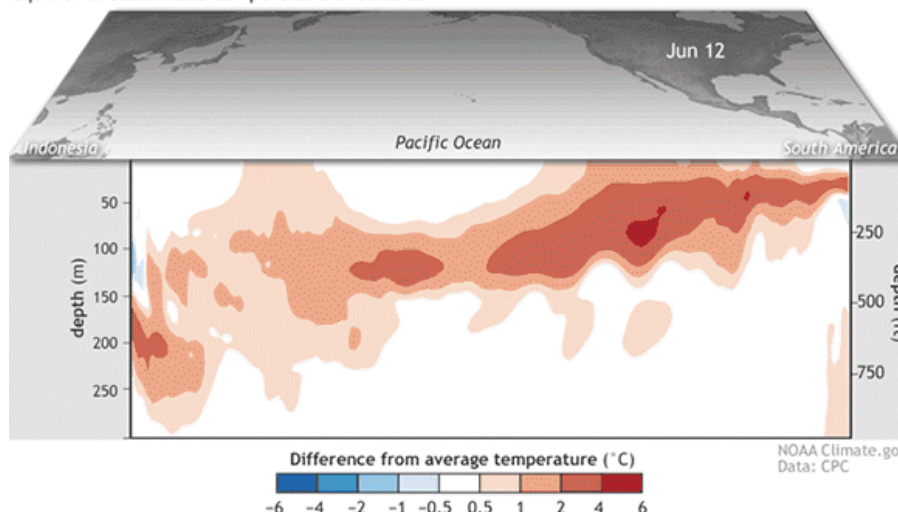 Jun 12
Indonesia
Pacific Ocean
South America
depth (m)
50
100
150
200
250
250
500
750
Difference from average temperature (°C)
-6 -4 -2 -1 -0.5 0.5 1 2 4 6
NOAA Climate.go
Data: CPC